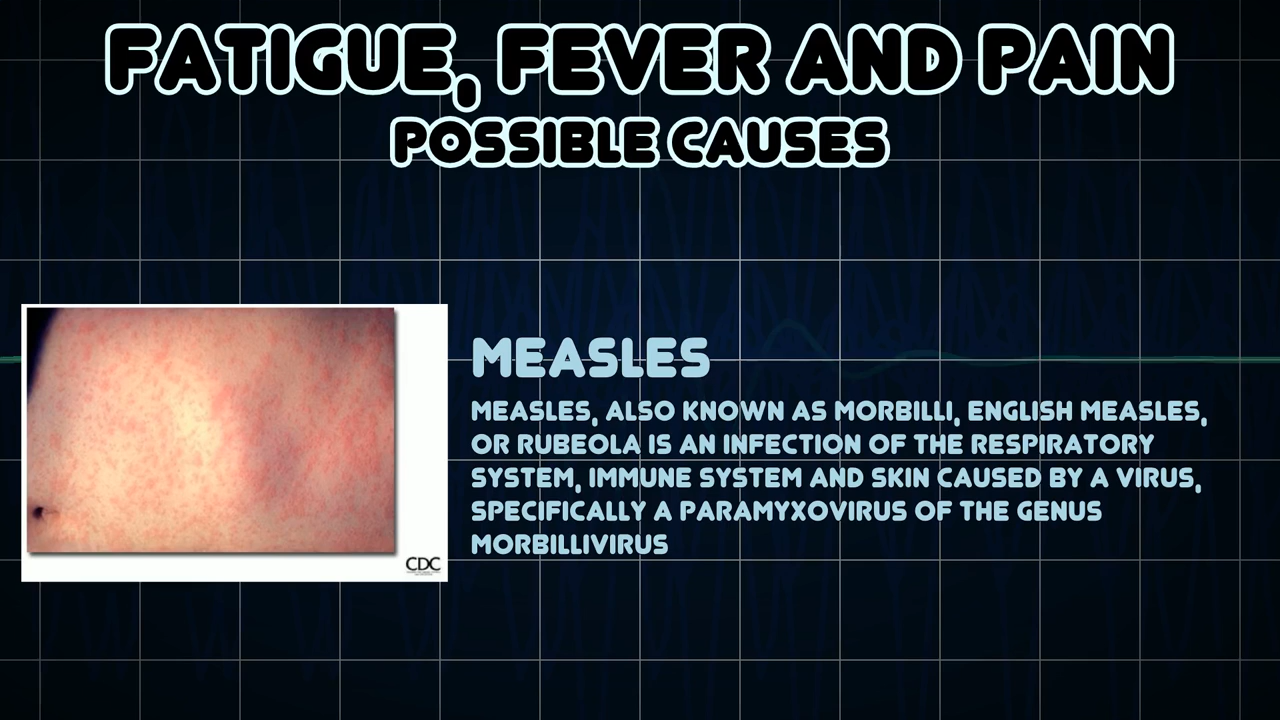 FATIGUE, FEVER AND PAIN
POSSIBLE CAUSES
MEASLES
MEASLES, ALSO KNOWN AS MORBILLI, ENGLISH MEASLES,
OR RUBEOLA IS AN INFECTION OF THE RESPIRATORY
SYSTEM, IMMUNE SYSTEM AND SKIN CAUSED BY A VIRUS,
SPECIFICALLY A PARAMYXOVIRUS OF THE GENUS
MORBILLIVIRUS
CDC